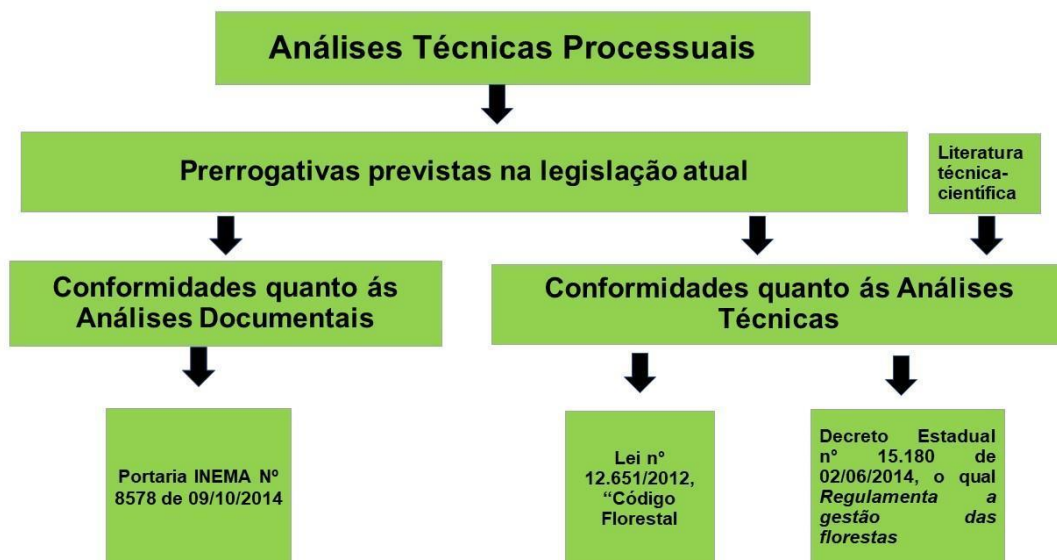 Análises Técnicas Processuais
Prerrogativas previstas na legislação atual
Literatura
técnica-
científica
Conformidades quanto ás
Análises Documentais
Conformidades quanto ás Análises
Técnicas
Portaria INEMA Nº
8578 de 09/10/2014
Lei nº
12.651/2012,
“Código
Florestal
Decreto Estadual
nº 15.180 de
02/06/2014, o qual
Regulamenta a
gestão das
florestas